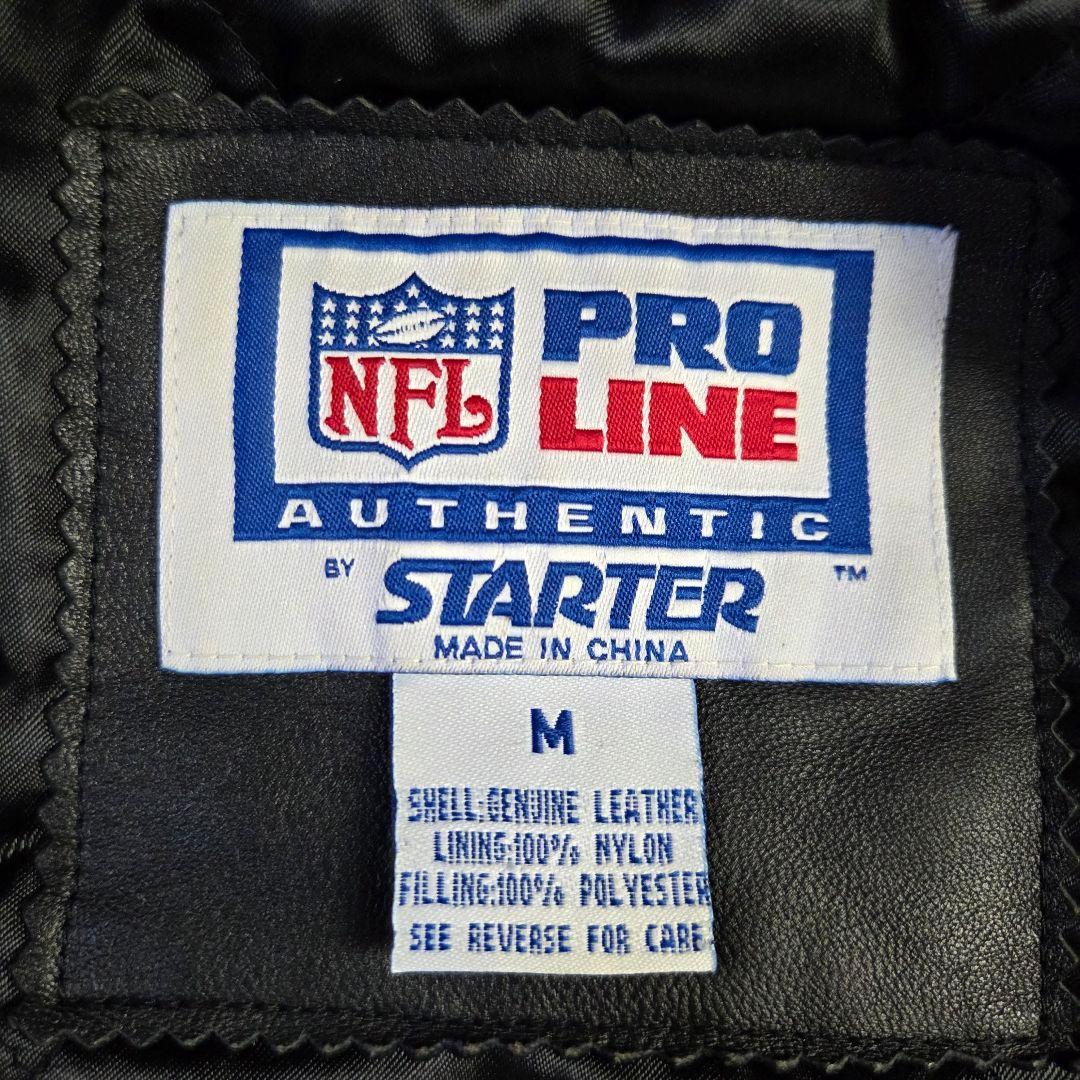 NFL PRO
LINE
AUTHENTIC
BY STARTER TM
MADE IN CHINA
M
SHELL:GENUINE LEATHER
LINING:100% NYLON
FILLING:100% POLYESTER
SEE REVERSE FOR CARE